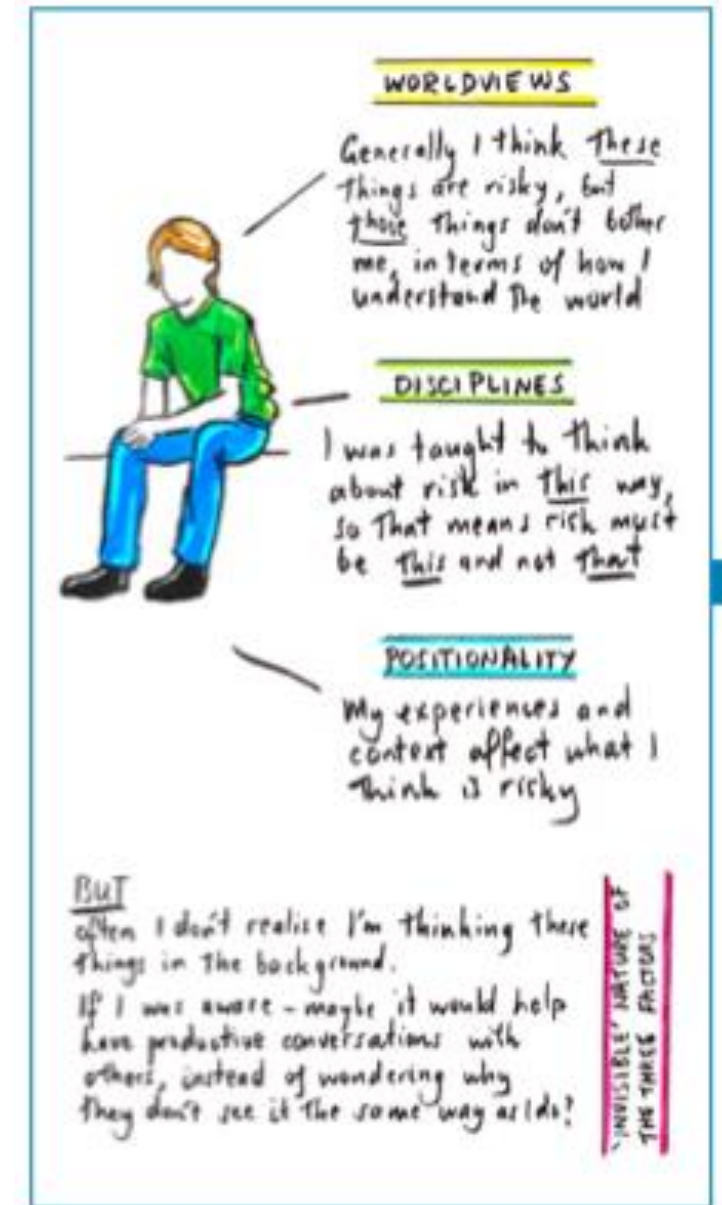 WORLDVIEWS
Generally I think these
things are risky, but
those things don't bother
me, in terms of how I
understand the world
DISCIPLINES
I was taught to think
about risk in this way,
so that means risk must
be this and not that
POSITIONALITY
My experiences and
context affect what I
think is risky
BUT
often I don't realise I'm thinking these
things in the background.
If I was aware - maybe it would help
have productive conversations with
others, instead of wondering why
they don't see it the same way as I do?
'INVISIBLE' NATURE OF
THE THREE FACTORS